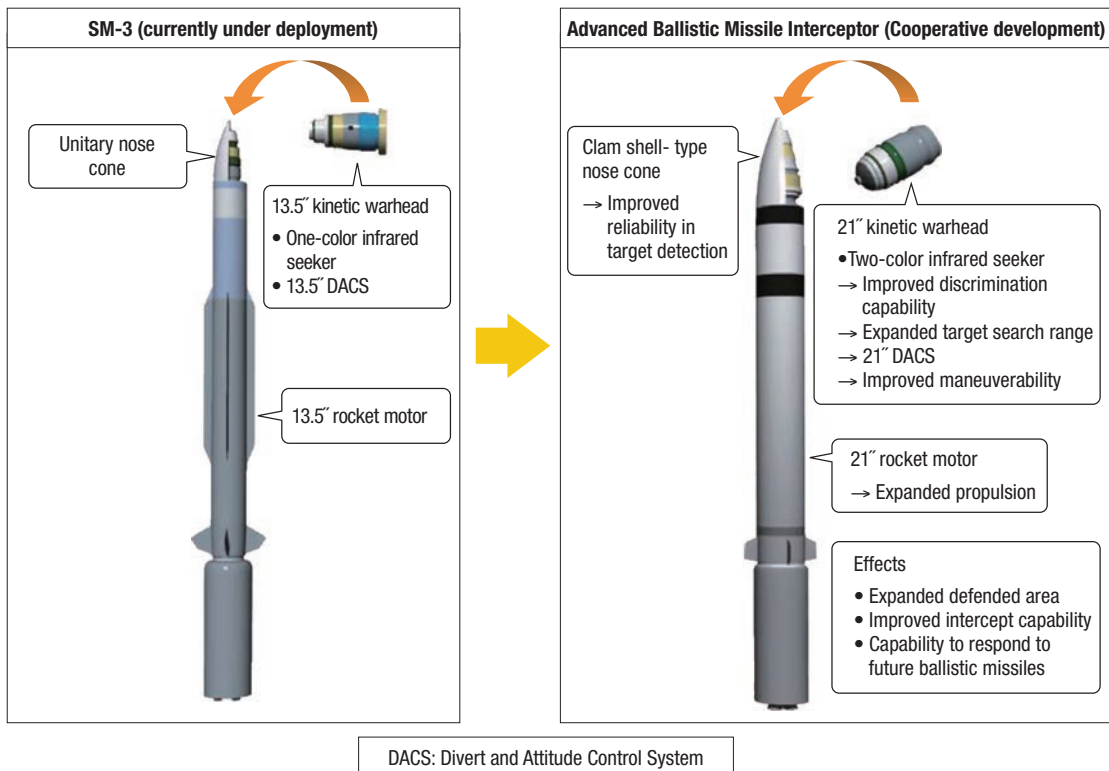 SM-3 (currently under deployment)
Unitary nose
cone
13.5˝ kinetic warhead
• One-color infrared
seeker
• 13.5˝ DACS
13.5˝ rocket motor
Advanced Ballistic Missile Interceptor (Cooperative development)
Clam shell- type
nose cone
→ Improved
reliability in
target detection
21˝ kinetic warhead
•Two-color infrared seeker
→ Improved discrimination
capability
→ Expanded target search range
→ 21˝ DACS
→ Improved maneuverability
21˝ rocket motor
→ Expanded propulsion
Effects
• Expanded defended area
• Improved intercept capability
• Capability to respond to
future ballistic missiles
DACS: Divert and Attitude Control System